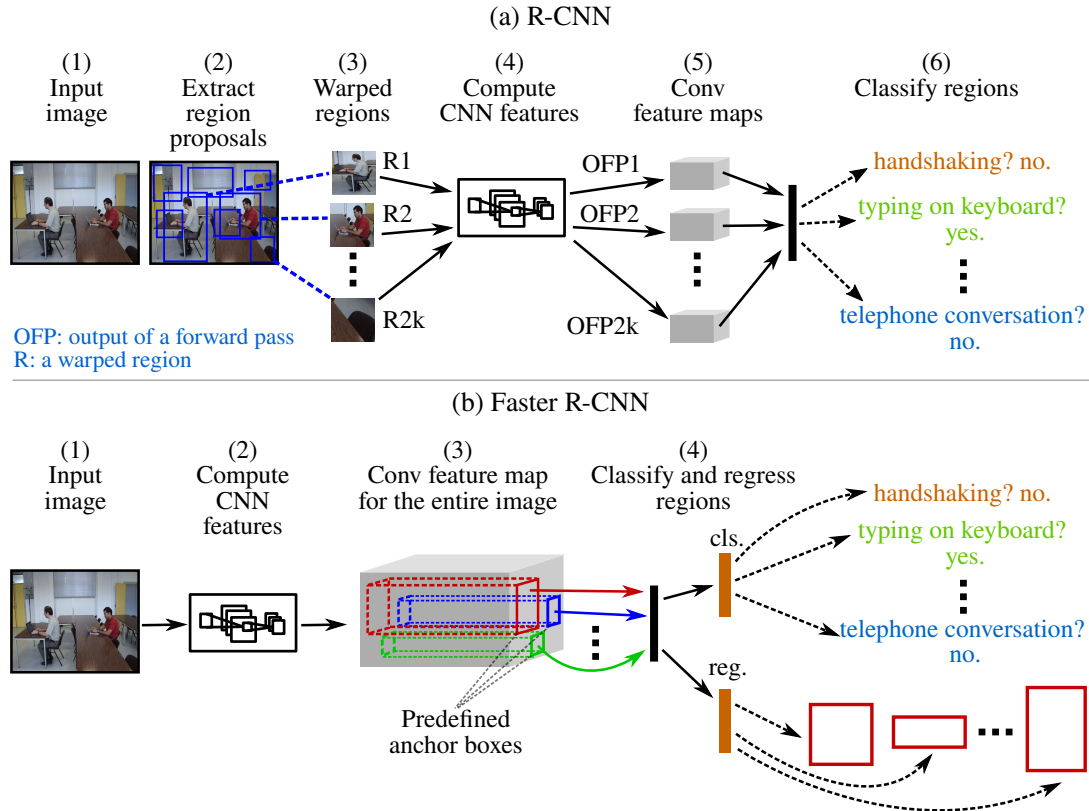 (a) R-CNN
(1)
Input
image
(2)
Extract
region
proposals
(3)
Warped
regions
(4)
Compute
CNN features
(5)
Conv
feature maps
(6)
Classify regions
R1
R2
R2k
OFP1
OFP2
OFP2k
handshaking? no.
typing on keyboard?
yes.
telephone conversation?
no.
OFP: output of a forward pass
R: a warped region
(b) Faster R-CNN
(1)
Input
image
(2)
Compute
CNN
features
(3)
Conv feature map
for the entire image
(4)
Classify and regress
regions
Predefined
anchor boxes
cls.
reg.
handshaking? no.
typing on keyboard?
yes.
telephone conversation?
no.